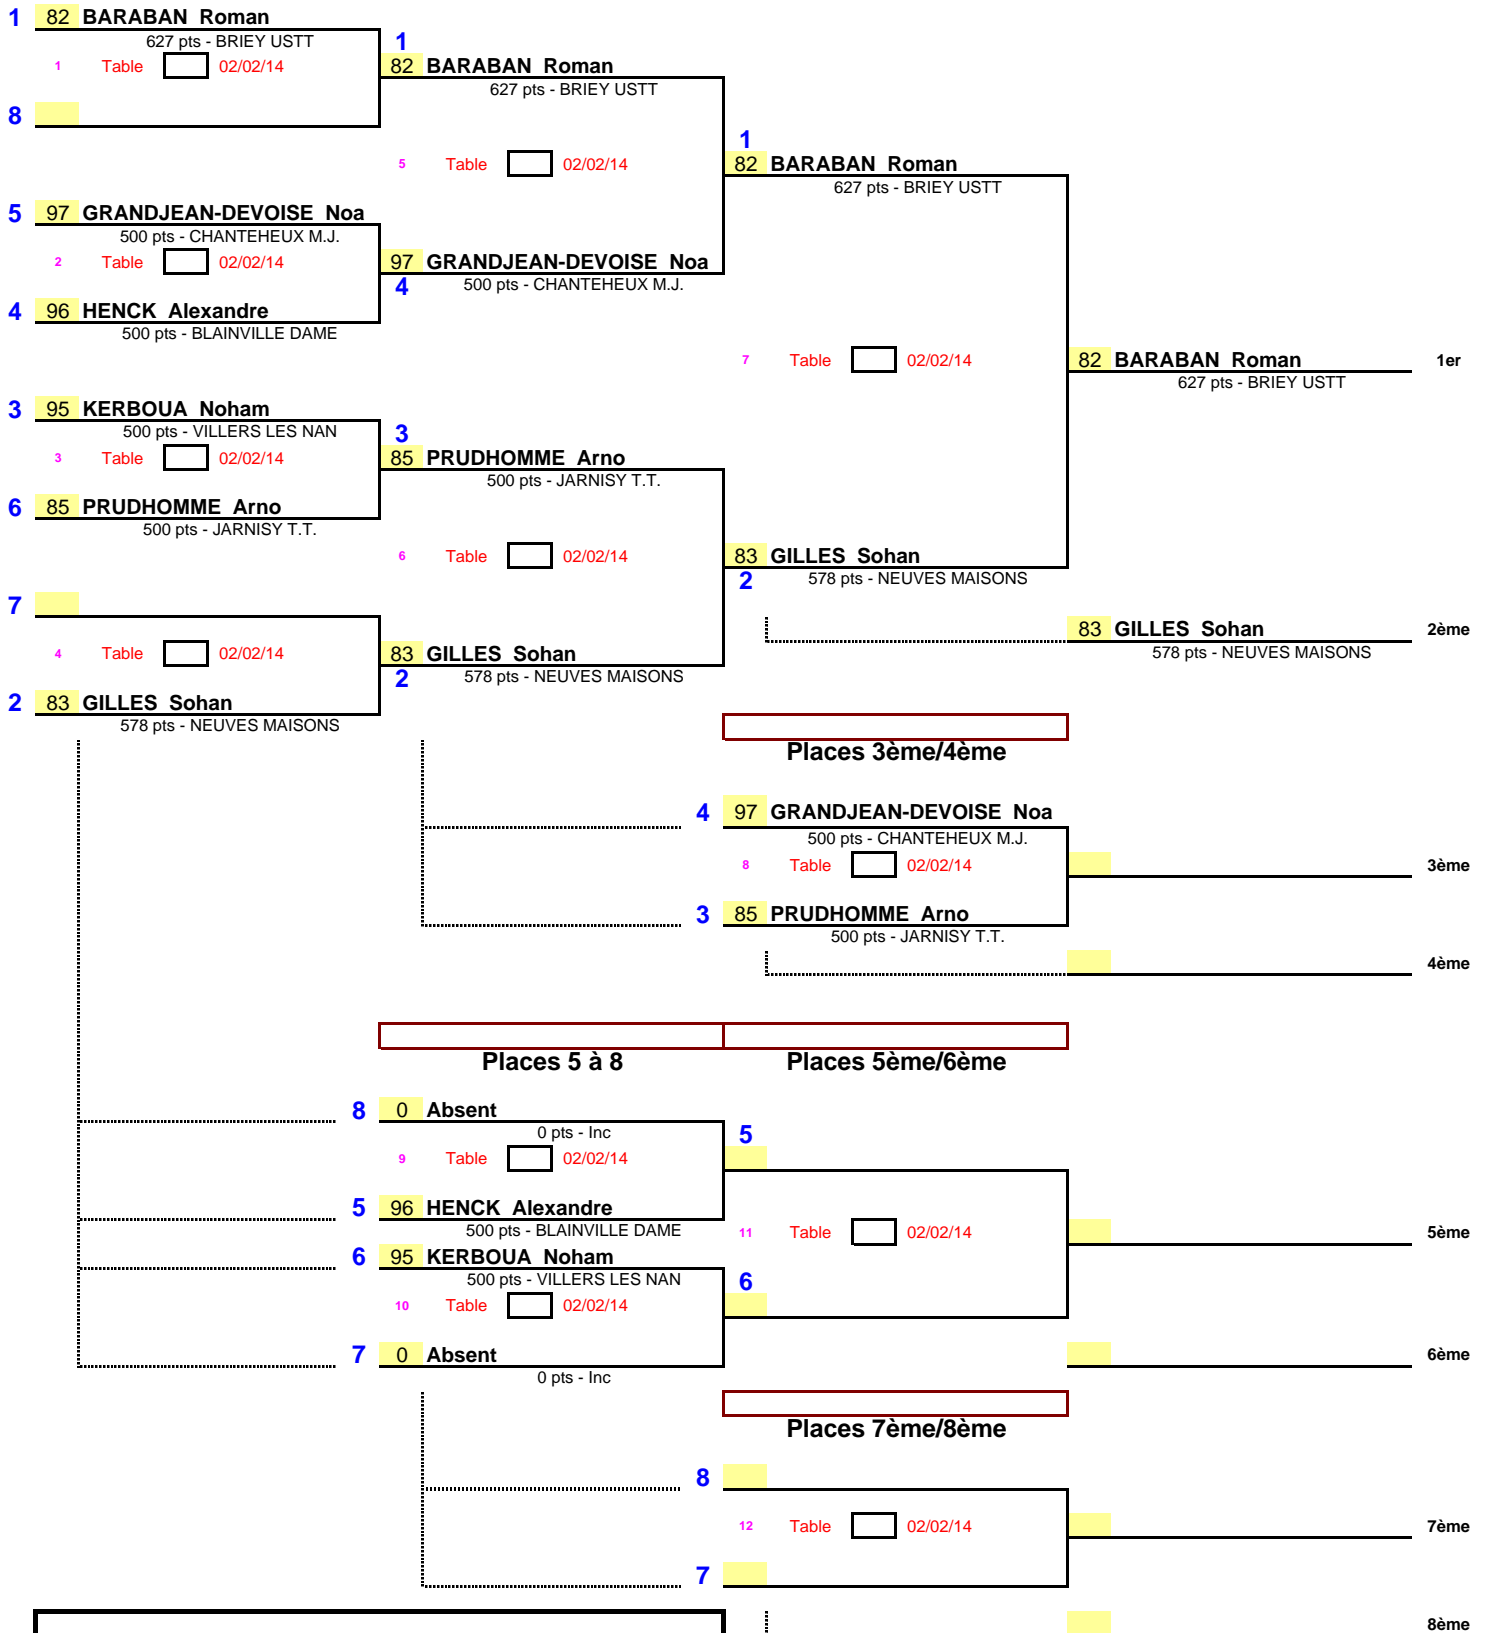 1 82 BARABAN Roman
627 pts - BRIEY USTT
1 Table 02/02/14
8
1
82 BARABAN Roman
627 pts - BRIEY USTT
5 Table 02/02/14
1
82 BARABAN Roman
627 pts - BRIEY USTT
5 97 GRANDJEAN-DEVOISE Noa
500 pts - CHANTEHEUX M.J.
2 Table 02/02/14
97 GRANDJEAN-DEVOISE Noa
4 500 pts - CHANTEHEUX M.J.
4 96 HENCK Alexandre
500 pts - BLAINVILLE DAME
7 Table 02/02/14
82 BARABAN Roman 1er
627 pts - BRIEY USTT
3 95 KERBOUA Noham
500 pts - VILLERS LES NAN
3 Table 02/02/14
3
85 PRUDHOMME Arno
500 pts - JARNISY T.T.
6 85 PRUDHOMME Arno
500 pts - JARNISY T.T.
6 Table 02/02/14
83 GILLES Sohan
2 578 pts - NEUVES MAISONS
7
83 GILLES Sohan 2ème
578 pts - NEUVES MAISONS
4 Table 02/02/14
83 GILLES Sohan
2 578 pts - NEUVES MAISONS
2 83 GILLES Sohan
578 pts - NEUVES MAISONS
Places 3ème/4ème
4 97 GRANDJEAN-DEVOISE Noa
500 pts - CHANTEHEUX M.J.
8 Table 02/02/14 3ème
3 85 PRUDHOMME Arno
500 pts - JARNISY T.T.
4ème
Places 5 à 8 Places 5ème/6ème
8 0 Absent
0 pts - Inc
9 Table 02/02/14
5
5 96 HENCK Alexandre
500 pts - BLAINVILLE DAME
11 Table 02/02/14 5ème
6 95 KERBOUA Noham
500 pts - VILLERS LES NAN
10 Table 02/02/14
6
7 0 Absent
0 pts - Inc
6ème
Places 7ème/8ème
8
12 Table 02/02/14 7ème
7
8ème